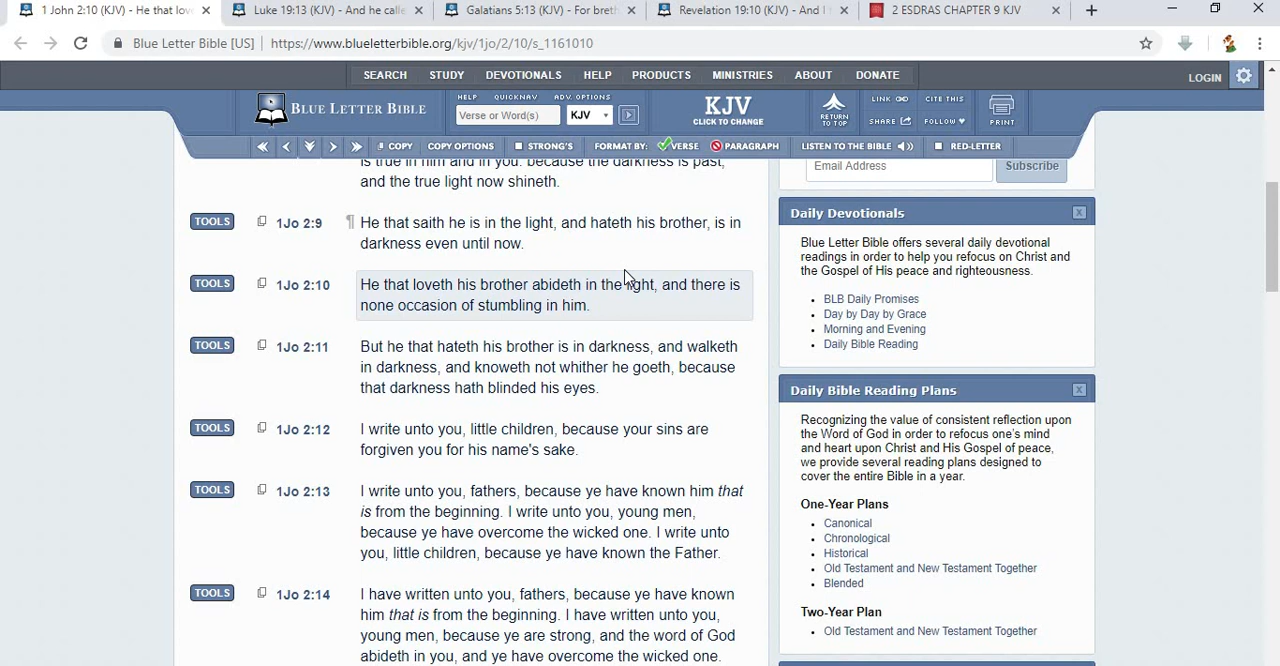 1 John 2:10 (KJV) - He that lov
Luke 19:13 (KJV) - And he calle
Galatians 5:13 (KJV) - For breth
Revelation 19:10 (KJV) - And I
2 ESDRAS CHAPTER 9 KJV
Blue Letter Bible [US] https://www.blueletterbible.org/kjv/1jo/2/10/s_1161010
SEARCH STUDY DEVOTIONALS HELP PRODUCTS MINISTRIES ABOUT DONATE LOGIN
HELP QUICKNAV ADV. OPTIONS
BLUE LETTER BIBLE
Verse or Word(s) KJV
KJV
CLICK TO CHANGE
RETURN
TO TOP
LINK CITE THIS
SHARE FOLLOW
PRINT
COPY COPY OPTIONS STRONG'S FORMAT BY: VERSE PARAGRAPH LISTEN TO THE BIBLE RED-LETTER
is true in him and in you: because the darkness is past,
and the true light now shineth.
TOOLS 1Jo 2:9 ¶ He that saith he is in the light, and hateth his brother, is in
darkness even until now.
TOOLS 1Jo 2:10 He that loveth his brother abideth in the light, and there is
none occasion of stumbling in him.
TOOLS 1Jo 2:11 But he that hateth his brother is in darkness, and walketh
in darkness, and knoweth not whither he goeth, because
that darkness hath blinded his eyes.
TOOLS 1Jo 2:12 I write unto you, little children, because your sins are
forgiven you for his name's sake.
TOOLS 1Jo 2:13 I write unto you, fathers, because ye have known him that
is from the beginning. I write unto you, young men,
because ye have overcome the wicked one. I write unto
you, little children, because ye have known the Father.
TOOLS 1Jo 2:14 I have written unto you, fathers, because ye have known
him that is from the beginning. I have written unto you,
young men, because ye are strong, and the word of God
abideth in you, and ye have overcome the wicked one.
Email Address Subscribe
Daily Devotionals x
Blue Letter Bible offers several daily devotional
readings in order to help you refocus on Christ and
the Gospel of His peace and righteousness.
• BLB Daily Promises
• Day by Day by Grace
• Morning and Evening
• Daily Bible Reading
Daily Bible Reading Plans x
Recognizing the value of consistent reflection upon
the Word of God in order to refocus one's mind
and heart upon Christ and His Gospel of peace,
we provide several reading plans designed to
cover the entire Bible in a year.
One-Year Plans
• Canonical
• Chronological
• Historical
• Old Testament and New Testament Together
• Blended
Two-Year Plan
• Old Testament and New Testament Together